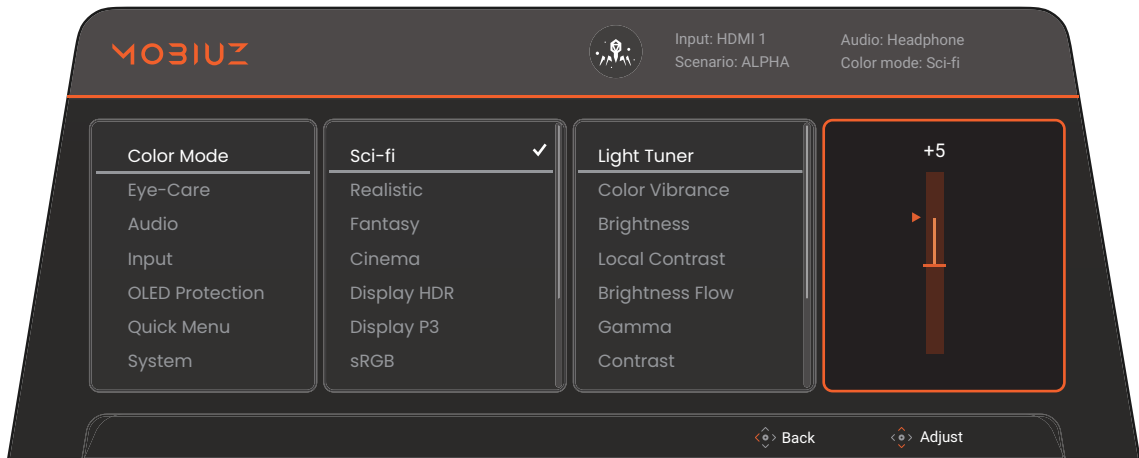 MOBIUZ
Input: HDMI 1
Scenario: ALPHA
Audio: Headphone
Color mode: Sci-fi
Color Mode
Eye-Care
Audio
Input
OLED Protection
Quick Menu
System
Sci-fi
Realistic
Fantasy
Cinema
Display HDR
Display P3
sRGB
Light Tuner
Color Vibrance
Brightness
Local Contrast
Brightness Flow
Gamma
Contrast
+5
Back
Adjust